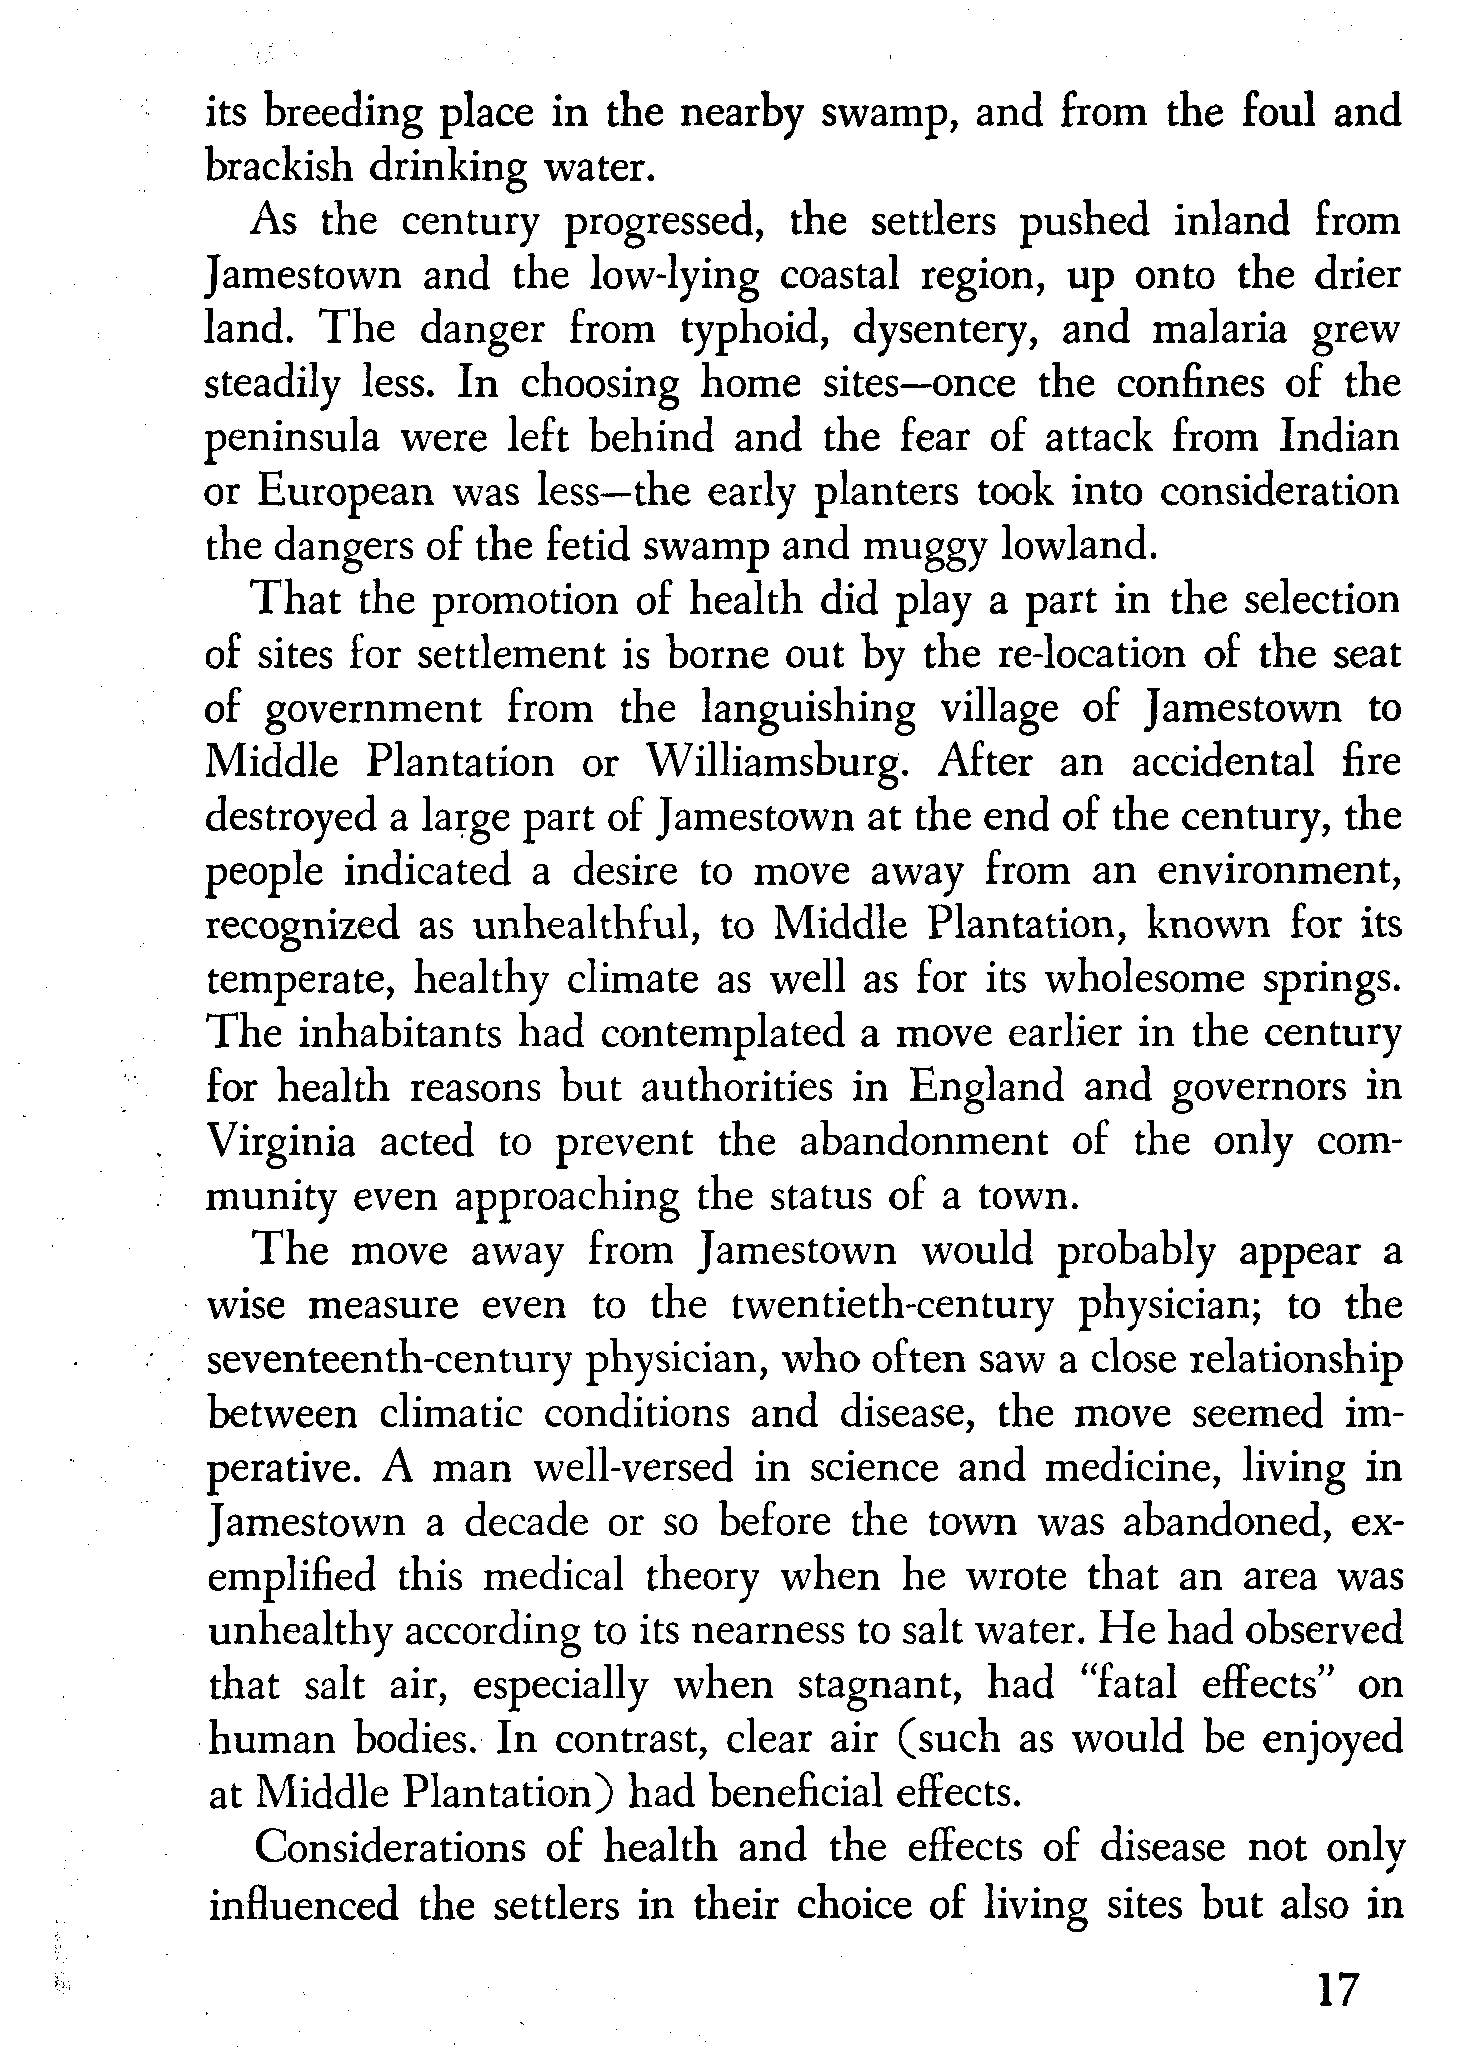 its breeding place in the nearby swamp, and from the foul and
brackish drinking water.
As the century progressed, the settlers pushed inland from
Jamestown and the low-lying coastal region, up onto the drier
land. The danger from typhoid, dysentery, and malaria grew
steadily less. In choosing home sites—once the confines of the
peninsula were left behind and the fear of attack from Indian
or European was less—the early planters took into consideration
the dangers of the fetid swamp and muggy lowland.
That the promotion of health did play a part in the selection
of sites for settlement is borne out by the re-location of the seat
of government from the languishing village of Jamestown to
Middle Plantation or Williamsburg. After an accidental fire
destroyed a large part of Jamestown at the end of the century, the
people indicated a desire to move away from an environment,
recognized as unhealthful, to Middle Plantation, known for its
temperate, healthy climate as well as for its wholesome springs.
The inhabitants had contemplated a move earlier in the century
for health reasons but authorities in England and governors in
Virginia acted to prevent the abandonment of the only com-
munity even approaching the status of a town.
The move away from Jamestown would probably appear a
wise measure even to the twentieth-century physician; to the
seventeenth-century physician, who often saw a close relationship
between climatic conditions and disease, the move seemed im-
perative. A man well-versed in science and medicine, living in
Jamestown a decade or so before the town was abandoned, ex-
emplified this medical theory when he wrote that an area was
unhealthy according to its nearness to salt water. He had observed
that salt air, especially when stagnant, had “fatal effects” on
human bodies. In contrast, clear air (such as would be enjoyed
at Middle Plantation) had beneficial effects.
Considerations of health and the effects of disease not only
influenced the settlers in their choice of living sites but also in
17